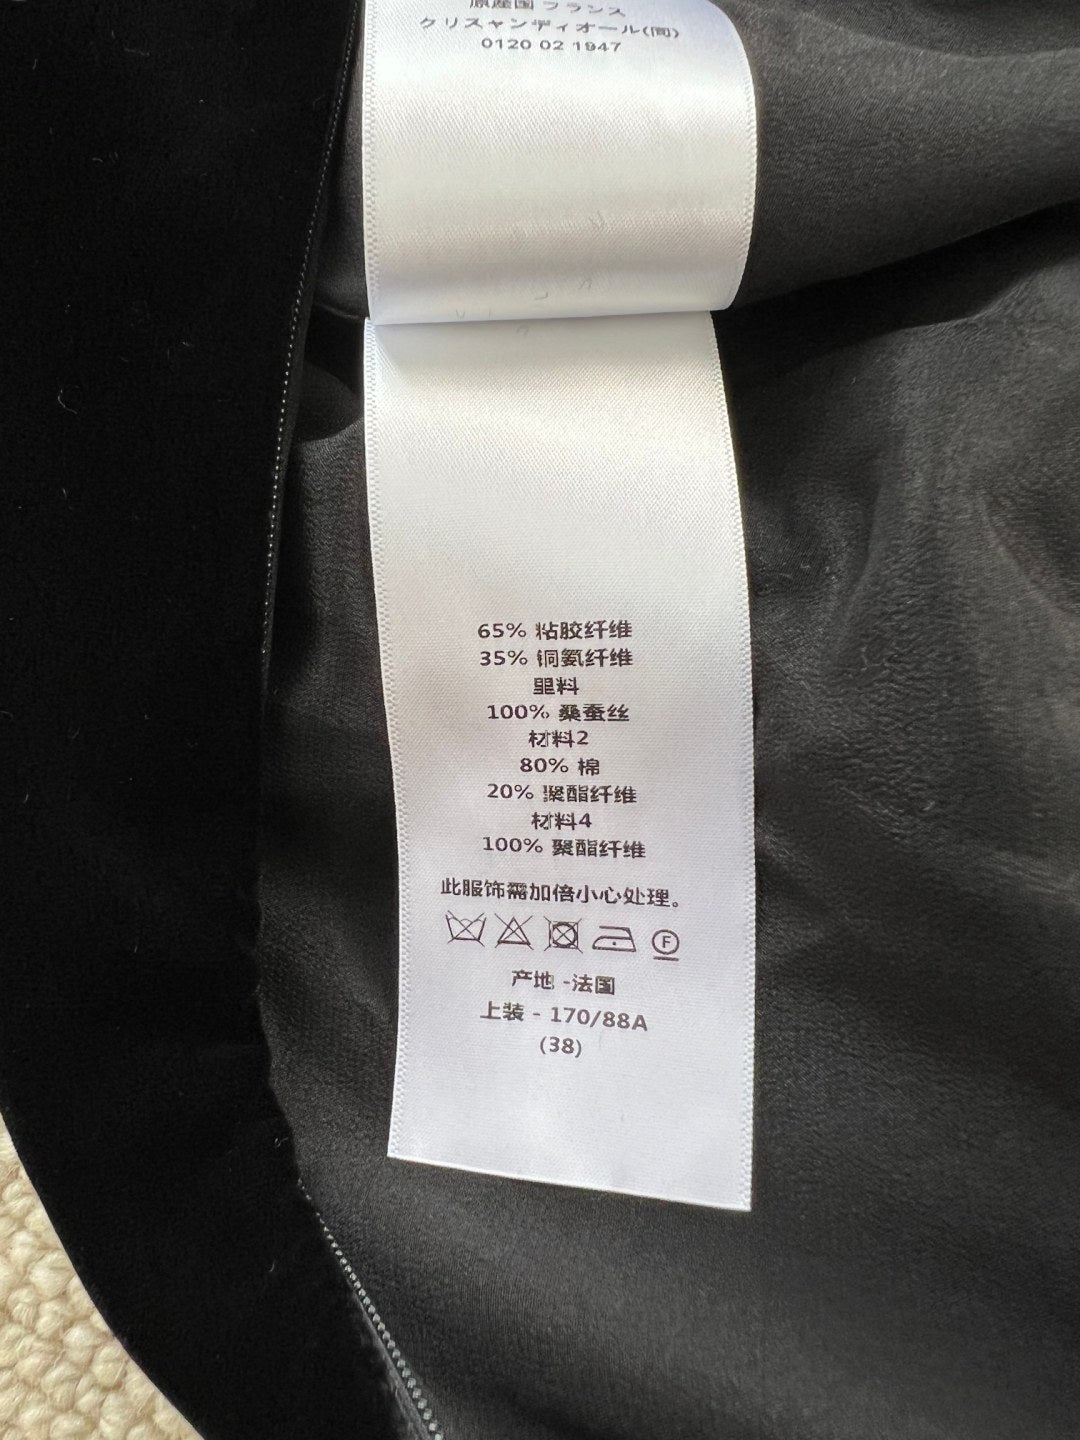 原産国 フランス
クリスチャンディオール(同)
0120 02 1947
65% 粘胶纤维
35% 铜氨纤维
里料
100% 桑蚕丝
材料2
80% 棉
20% 聚酯纤维
材料4
100% 聚酯纤维
此服饰需加倍小心处理。
F
产地 -法国
上装 - 170/88A
(38)